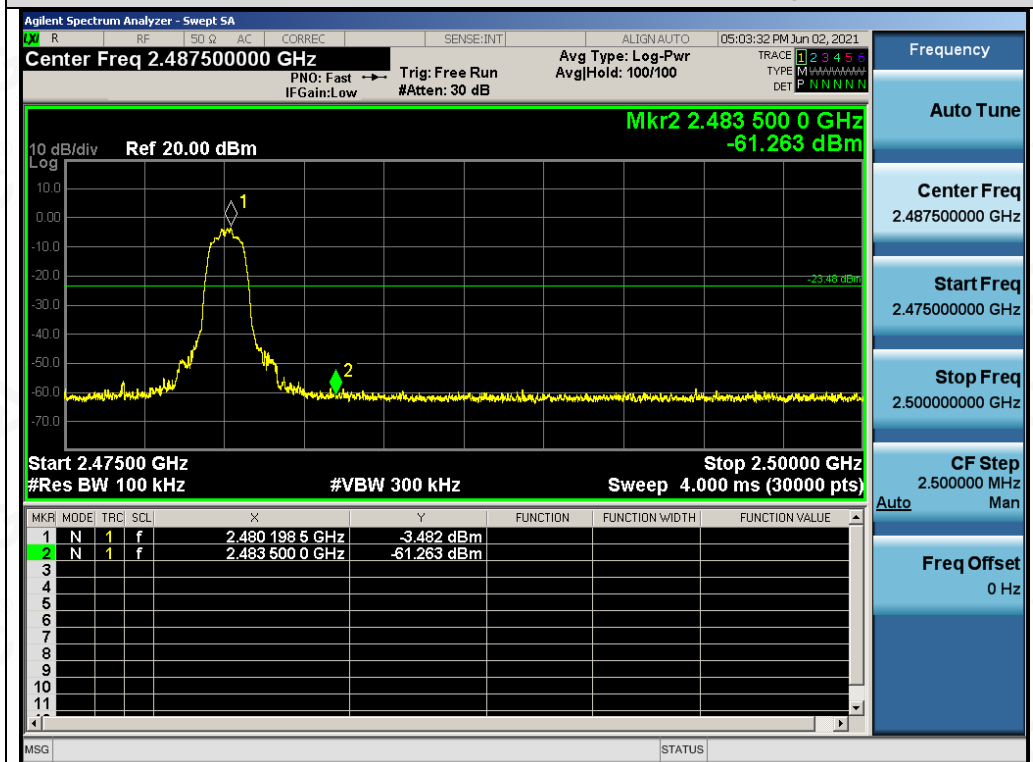 Agilent Spectrum Analyzer - Swept SA
LXI R RF 50 Ω AC CORREC SENSE:INT ALIGN AUTO 05:03:32 PM Jun 02, 2021
Center Freq 2.487500000 GHz
PNO: Fast
IFGain:Low
Trig: Free Run
#Atten: 30 dB
Avg Type: Log-Pwr
Avg|Hold: 100/100
TRACE 1 2 3 4 5 6
TYPE M
DET P N N N N N
Mkr2 2.483 500 0 GHz
-61.263 dBm
10 dB/div Ref 20.00 dBm
Log
10.0
0.00
-10.0
-20.0
-30.0
-40.0
-50.0
-60.0
-70.0
1
-23.48 dBm
2
Start 2.47500 GHz Stop 2.50000 GHz
#Res BW 100 kHz #VBW 300 kHz Sweep 4.000 ms (30000 pts)
MKR MODE TRC SCL X Y FUNCTION FUNCTION WIDTH FUNCTION VALUE
1 N 1 f 2.480 198 5 GHz -3.482 dBm
2 N 1 f 2.483 500 0 GHz -61.263 dBm
3
4
5
6
7
8
9
10
11
MSG STATUS
Frequency
Auto Tune
Center Freq
2.487500000 GHz
Start Freq
2.475000000 GHz
Stop Freq
2.500000000 GHz
CF Step
2.500000 MHz
Auto Man
Freq Offset
0 Hz